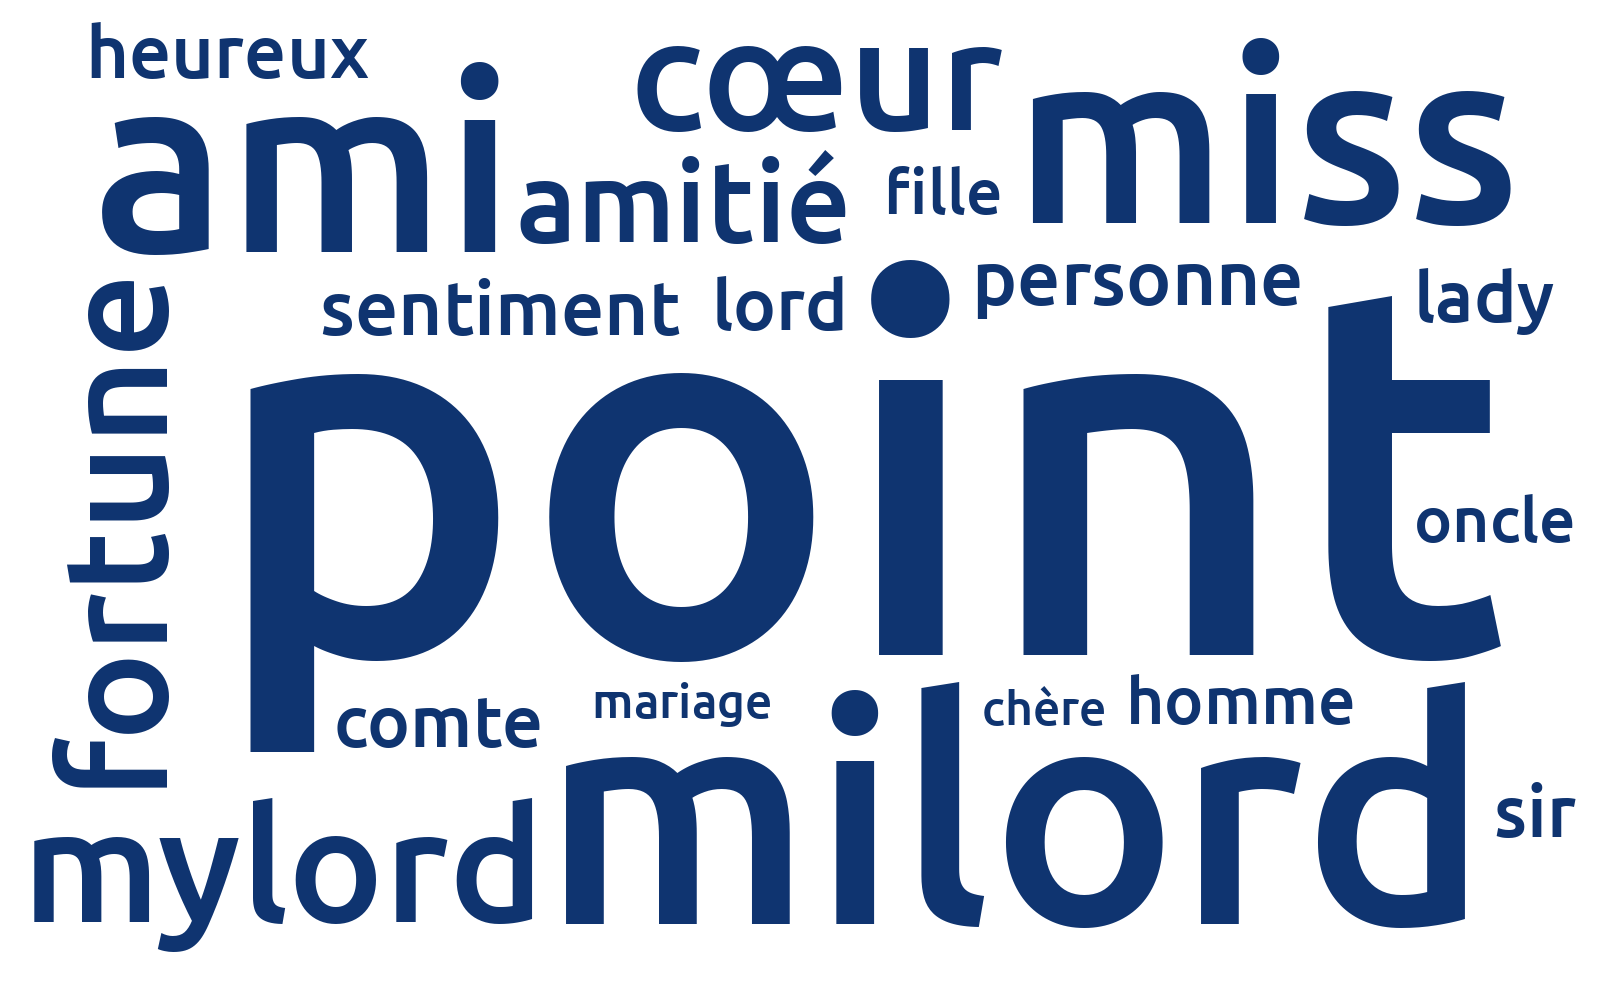 heureux
cœur
miss
ami
amitié
fille
sentiment
lord
personne
lady
fortune
point
oncle
comte
mariage
chère
homme
mylord
milord
sir